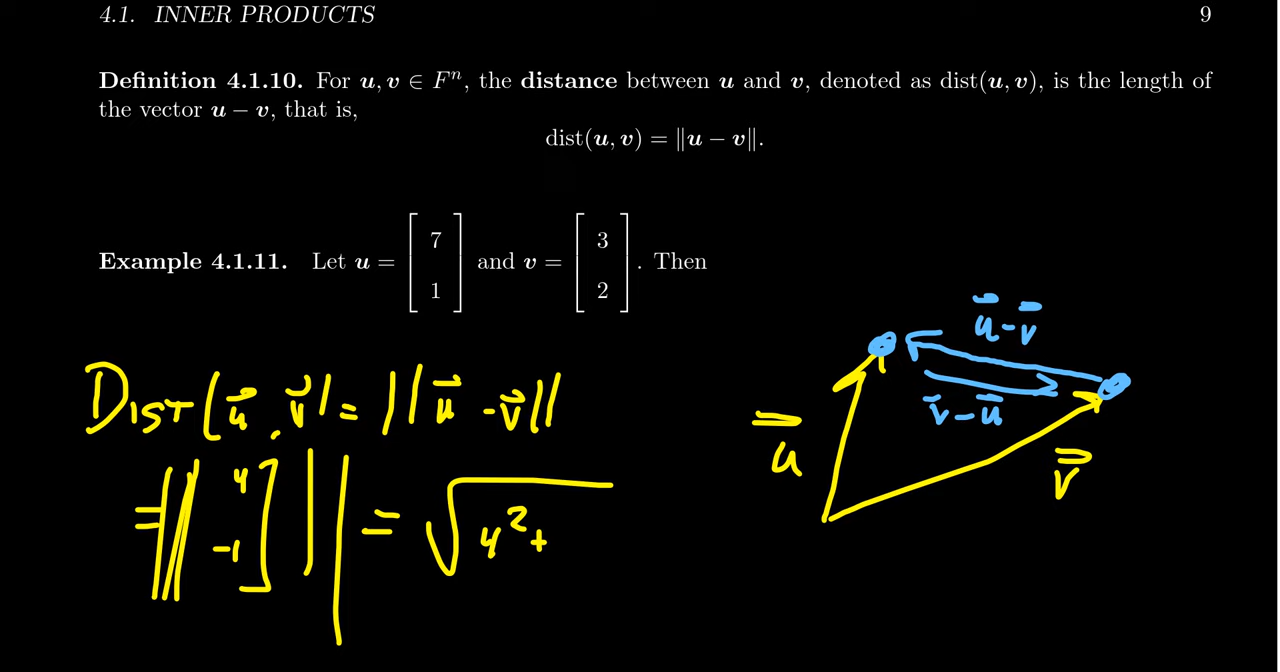 4.1. INNER PRODUCTS 9
Definition 4.1.10. For u, v ∈ Fⁿ, the distance between u and v, denoted as dist(u, v), is the length of
the vector u − v, that is,
dist(u, v) = ‖u − v‖.
Example 4.1.11. Let u = [7 1] and v = [3 2]. Then
DIST(u⃗, v⃗) = ||u⃗ - v⃗||
= ||[4 -1]|| = √4² +
u⃗ - v⃗
v⃗ - u⃗
u⃗
v⃗